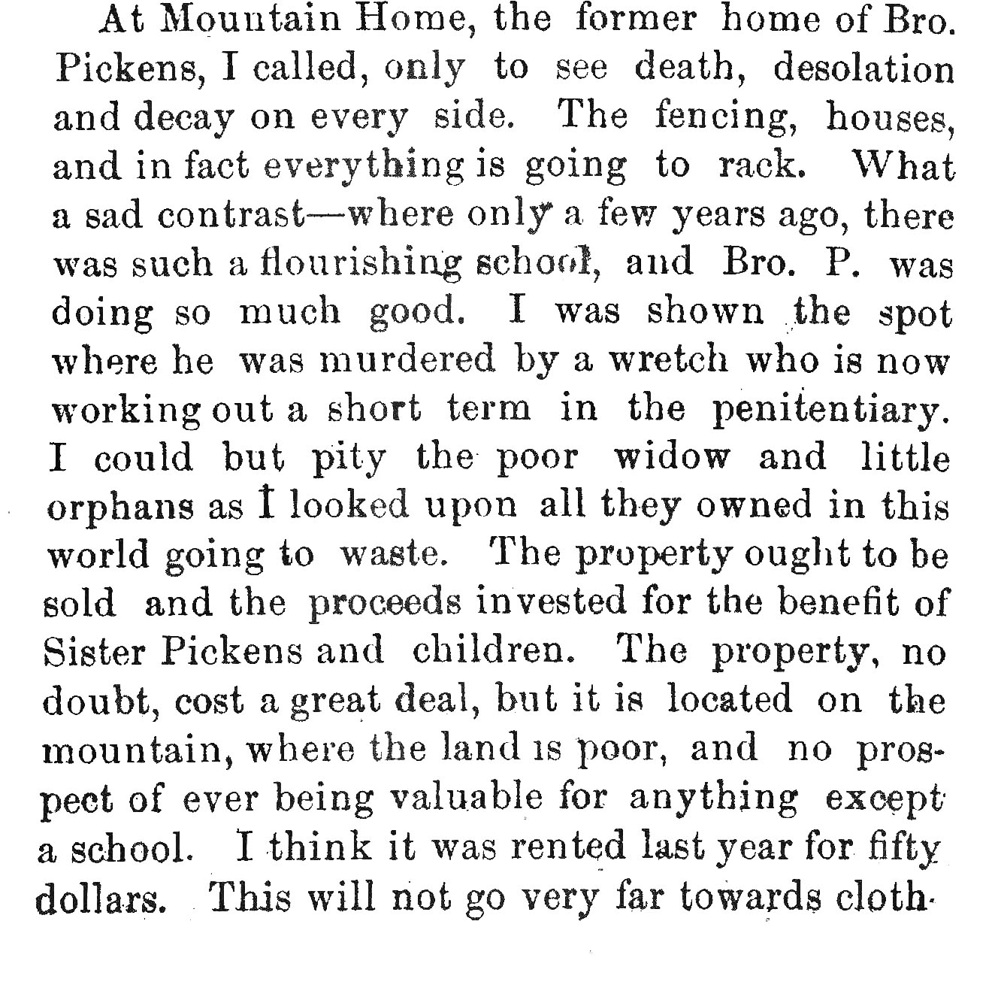 At Mountain Home, the former home of Bro.
Pickens, I called, only to see death, desolation
and decay on every side. The fencing, houses,
and in fact everything is going to rack. What
a sad contrast—where only a few years ago, there
was such a flourishing school, and Bro. P. was
doing so much good. I was shown the spot
where he was murdered by a wretch who is now
working out a short term in the penitentiary.
I could but pity the poor widow and little
orphans as I looked upon all they owned in this
world going to waste. The property ought to be
sold and the proceeds invested for the benefit of
Sister Pickens and children. The property, no
doubt, cost a great deal, but it is located on the
mountain, where the land is poor, and no pros-
pect of ever being valuable for anything except
a school. I think it was rented last year for fifty
dollars. This will not go very far towards cloth-